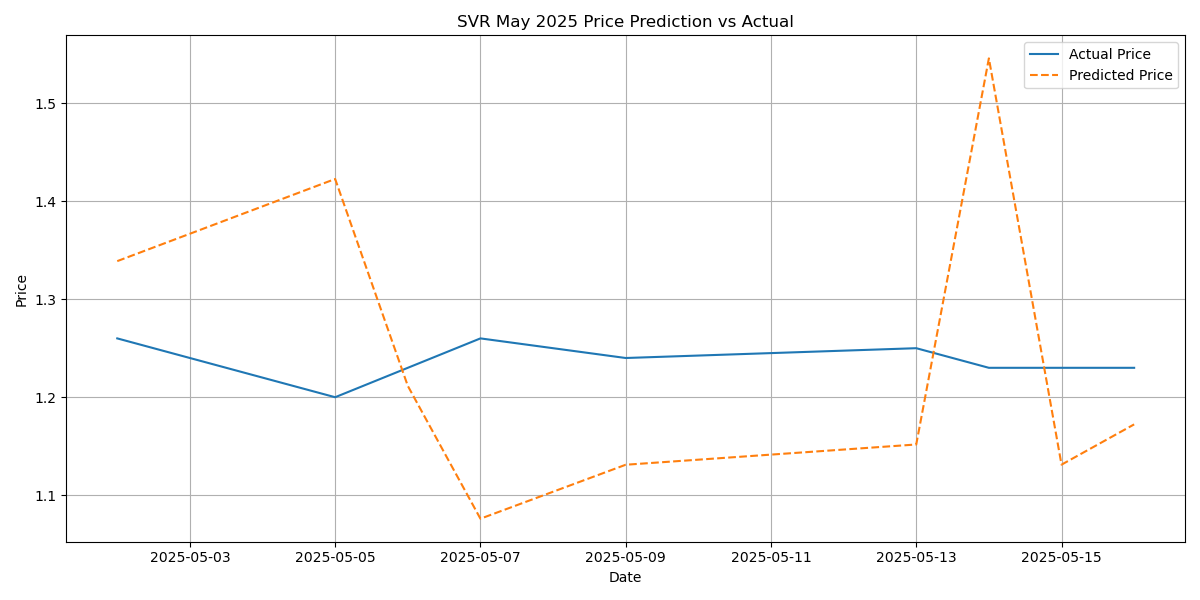 SVR May 2025 Price Prediction vs Actual
Actual Price
Predicted Price
Price
1.5
1.4
1.3
1.2
1.1
2025-05-03 2025-05-05 2025-05-07 2025-05-09 2025-05-11 2025-05-13 2025-05-15
Date